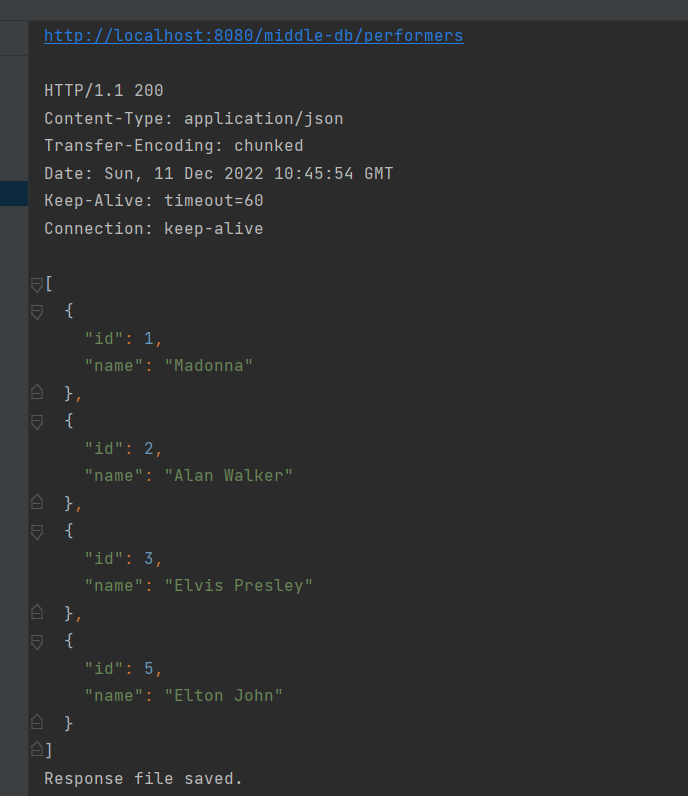 http://localhost:8080/middle-db/performers
HTTP/1.1 200
Content-Type: application/json
Transfer-Encoding: chunked
Date: Sun, 11 Dec 2022 10:45:54 GMT
Keep-Alive: timeout=60
Connection: keep-alive
[
{
"id": 1,
"name": "Madonna"
},
{
"id": 2,
"name": "Alan Walker"
},
{
"id": 3,
"name": "Elvis Presley"
},
{
"id": 5,
"name": "Elton John"
}
]
Response file saved.